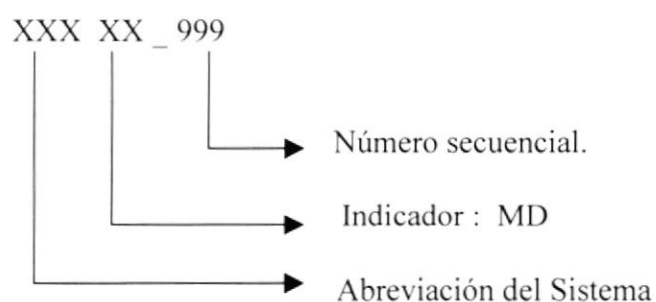 XXX XX _ 999
Número secuencial.
Indicador : MD
Abreviación del Sistema